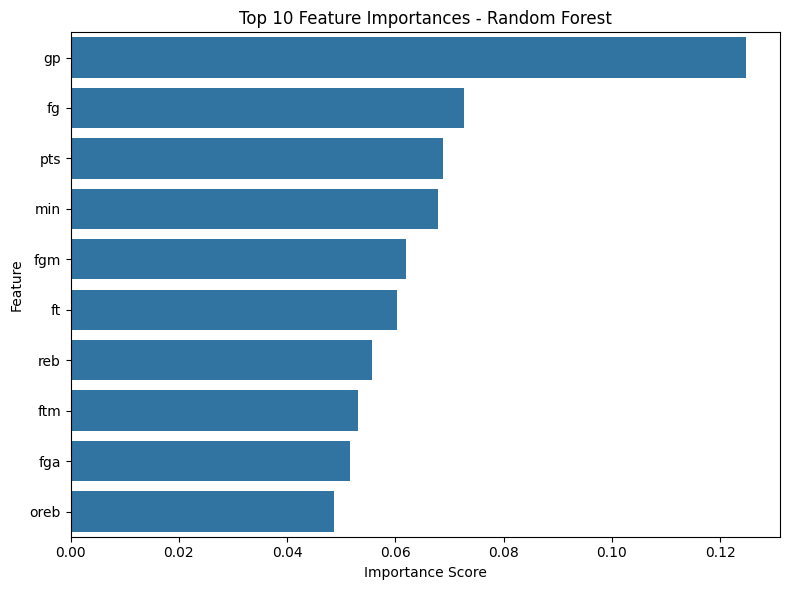 Top 10 Feature Importances - Random Forest
gp
fg
pts
min
fgm
ft
reb
ftm
fga
oreb
Feature
0.00 0.02 0.04 0.06 0.08 0.10 0.12
Importance Score